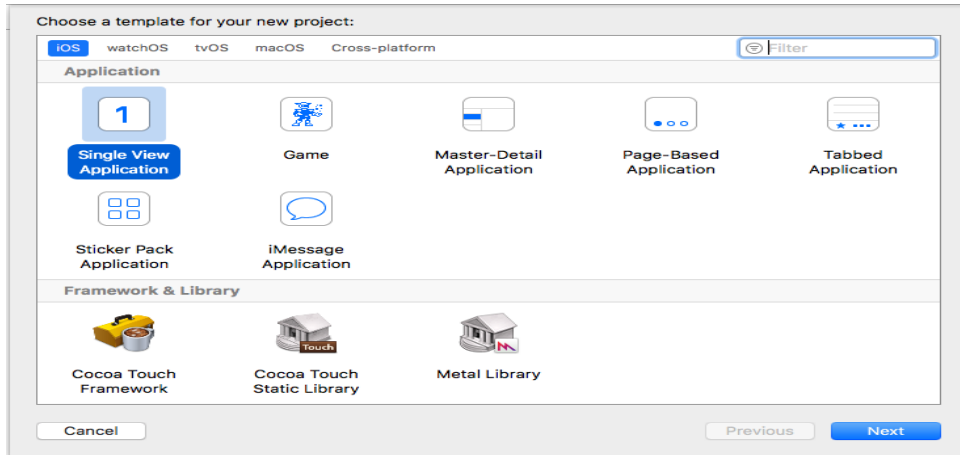 Choose a template for your new project:
iOS watchOS tvOS macOS Cross-platform Filter
Application
1
Single View Application
Game
Master-Detail Application
Page-Based Application
Tabbed Application
Sticker Pack Application
iMessage Application
Framework & Library
Touch
Cocoa Touch Framework
Cocoa Touch Static Library
Metal Library
Cancel Previous Next